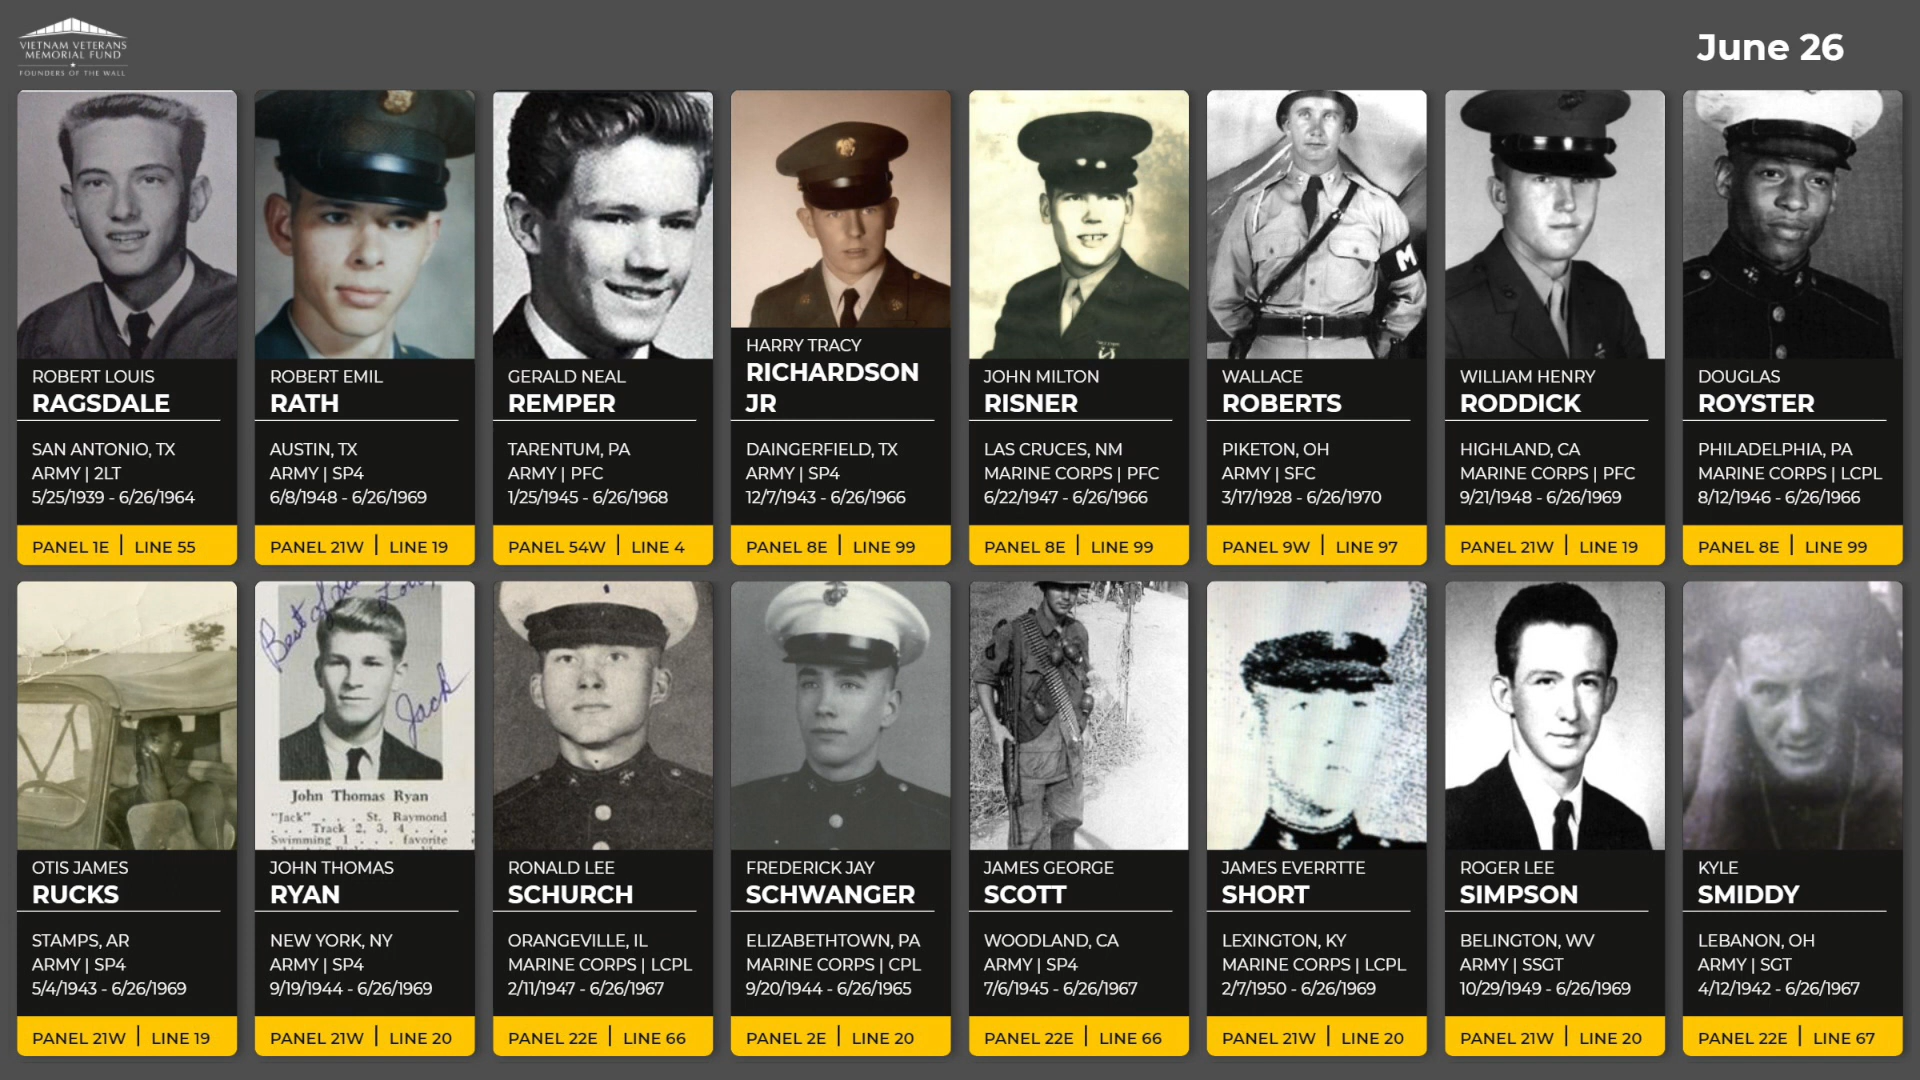 VIETNAM VETERANS
MEMORIAL FUND
FOUNDERS OF THE WALL
June 26
ROBERT LOUIS
RAGSDALE
SAN ANTONIO, TX
ARMY | 2LT
5/25/1939 - 6/26/1964
PANEL 1E | LINE 55
ROBERT EMIL
RATH
AUSTIN, TX
ARMY | SP4
6/8/1948 - 6/26/1969
PANEL 21W | LINE 19
GERALD NEAL
REMPER
TARENTUM, PA
ARMY | PFC
1/25/1945 - 6/26/1968
PANEL 54W | LINE 4
HARRY TRACY
RICHARDSON
JR
DAINGERFIELD, TX
ARMY | SP4
12/7/1943 - 6/26/1966
PANEL 8E | LINE 99
JOHN MILTON
RISNER
LAS CRUCES, NM
MARINE CORPS | PFC
6/22/1947 - 6/26/1966
PANEL 8E | LINE 99
M
WALLACE
ROBERTS
PIKETON, OH
ARMY | SFC
3/17/1928 - 6/26/1970
PANEL 9W | LINE 97
WILLIAM HENRY
RODDICK
HIGHLAND, CA
MARINE CORPS | PFC
9/21/1948 - 6/26/1969
PANEL 21W | LINE 19
DOUGLAS
ROYSTER
PHILADELPHIA, PA
MARINE CORPS | LCPL
8/12/1946 - 6/26/1966
PANEL 8E | LINE 99
OTIS JAMES
RUCKS
STAMPS, AR
ARMY | SP4
5/4/1943 - 6/26/1969
PANEL 21W | LINE 19
Best of
Jack
John Thomas Ryan
"Jack" . . . St. Raymond
. . . Track 2, 3, 4 . . .
Swimming 1 . . . favorite
JOHN THOMAS
RYAN
NEW YORK, NY
ARMY | SP4
9/19/1944 - 6/26/1969
PANEL 21W | LINE 20
RONALD LEE
SCHURCH
ORANGEVILLE, IL
MARINE CORPS | LCPL
2/11/1947 - 6/26/1967
PANEL 22E | LINE 66
FREDERICK JAY
SCHWANGER
ELIZABETHTOWN, PA
MARINE CORPS | CPL
9/20/1944 - 6/26/1965
PANEL 2E | LINE 20
JAMES GEORGE
SCOTT
WOODLAND, CA
ARMY | SP4
7/6/1945 - 6/26/1967
PANEL 22E | LINE 66
JAMES EVERRTTE
SHORT
LEXINGTON, KY
MARINE CORPS | LCPL
2/7/1950 - 6/26/1969
PANEL 21W | LINE 20
ROGER LEE
SIMPSON
BELINGTON, WV
ARMY | SSGT
10/29/1949 - 6/26/1969
PANEL 21W | LINE 20
KYLE
SMIDDY
LEBANON, OH
ARMY | SGT
4/12/1942 - 6/26/1967
PANEL 22E | LINE 67